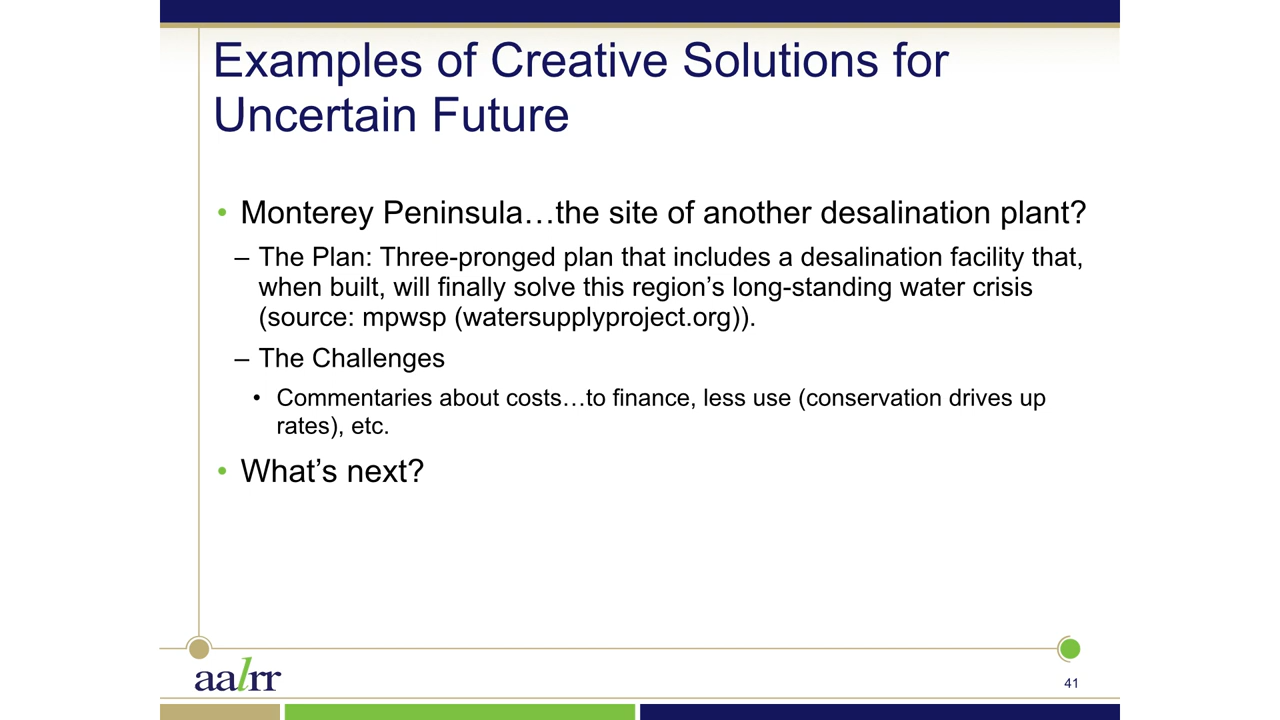 Examples of Creative Solutions for
Uncertain Future
• Monterey Peninsula…the site of another desalination plant?
– The Plan: Three-pronged plan that includes a desalination facility that,
when built, will finally solve this region’s long-standing water crisis
(source: mpwsp (watersupplyproject.org)).
– The Challenges
• Commentaries about costs…to finance, less use (conservation drives up
rates), etc.
• What’s next?
aalrr
41